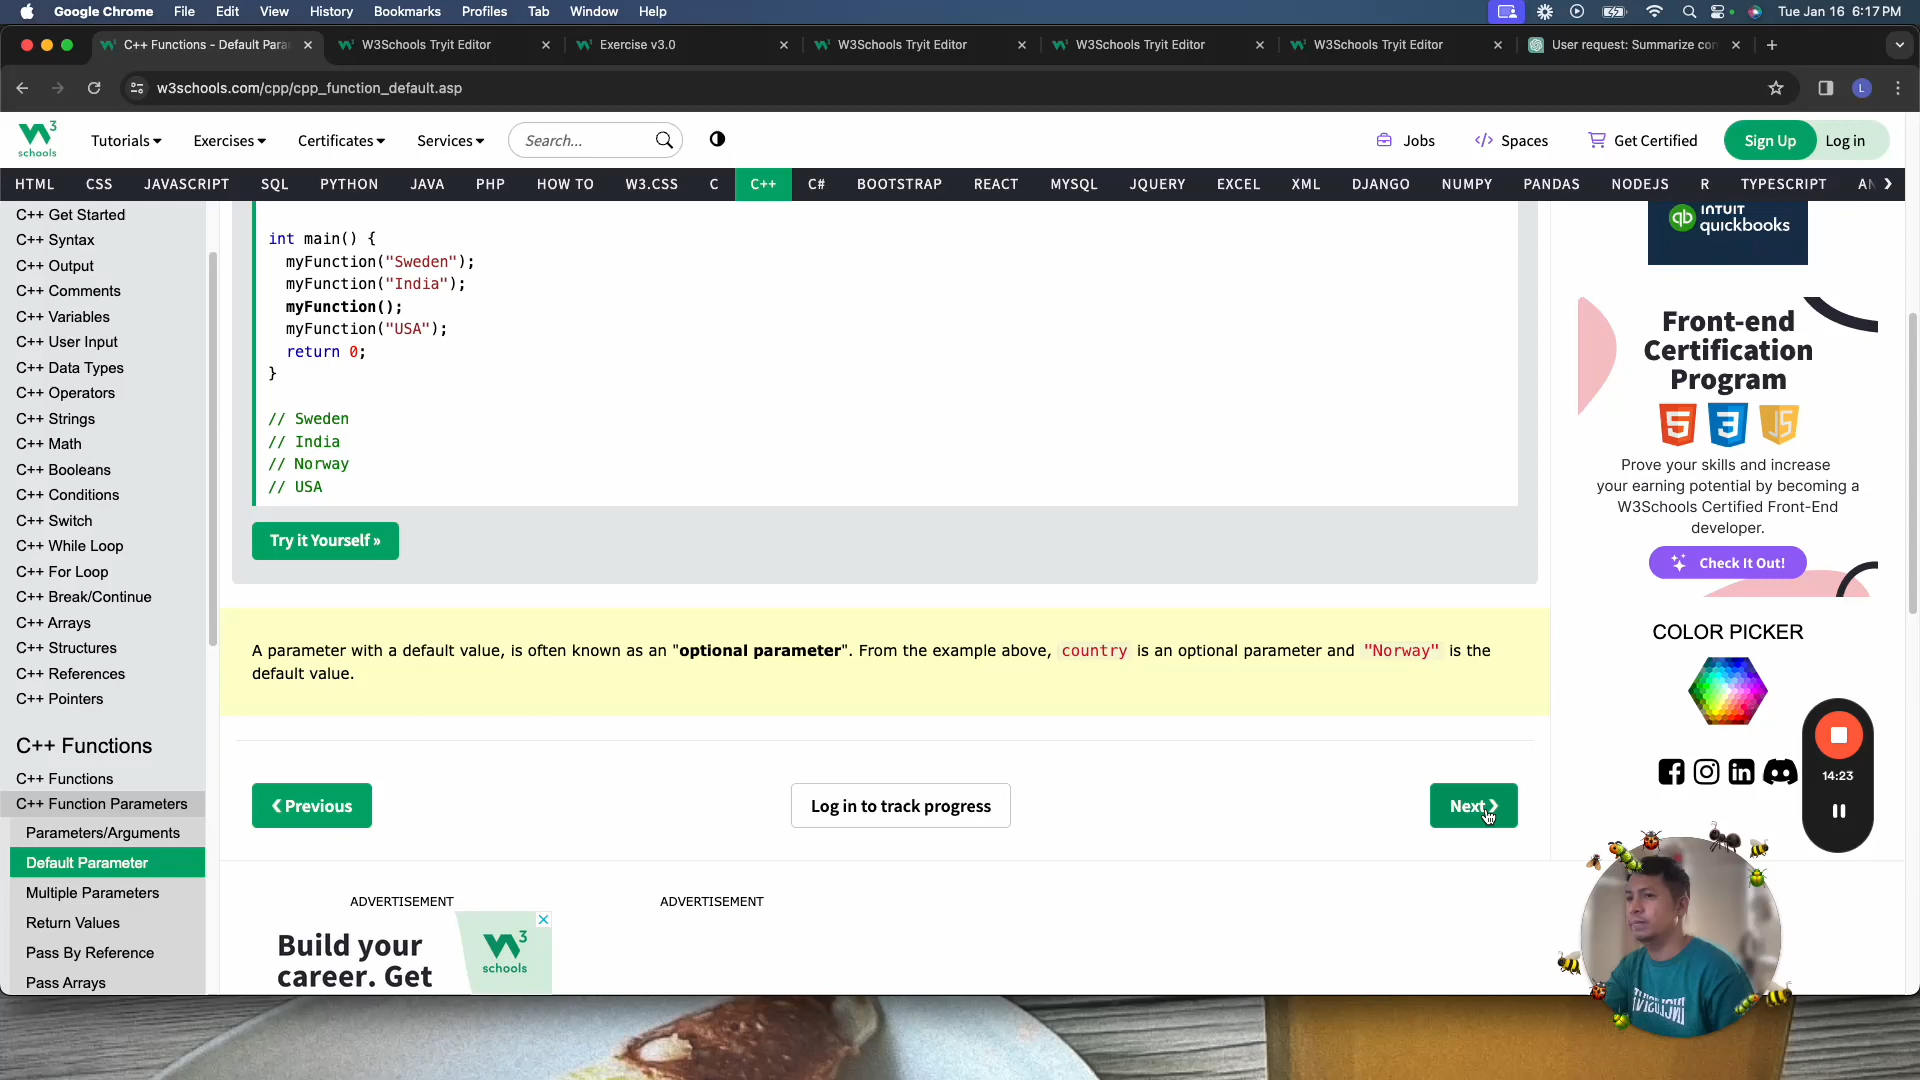 Google Chrome File Edit View History Bookmarks Profiles Tab Window Help
Tue Jan 16 6:17 PM
C++ Functions - Default Para
W3Schools Tryit Editor
Exercise v3.0
W3Schools Tryit Editor
W3Schools Tryit Editor
W3Schools Tryit Editor
User request: Summarize con
w3schools.com/cpp/cpp_function_default.asp
L
W3
schools
Tutorials
Exercises
Certificates
Services
Search...
Jobs
Spaces
Get Certified
Sign Up
Log in
HTML CSS JAVASCRIPT SQL PYTHON JAVA PHP HOW TO W3.CSS C C++ C# BOOTSTRAP REACT MYSQL JQUERY EXCEL XML DJANGO NUMPY PANDAS NODEJS R TYPESCRIPT AN
C++ Get Started
C++ Syntax
C++ Output
C++ Comments
C++ Variables
C++ User Input
C++ Data Types
C++ Operators
C++ Strings
C++ Math
C++ Booleans
C++ Conditions
C++ Switch
C++ While Loop
C++ For Loop
C++ Break/Continue
C++ Arrays
C++ Structures
C++ References
C++ Pointers
C++ Functions
C++ Functions
C++ Function Parameters
Parameters/Arguments
Default Parameter
Multiple Parameters
Return Values
Pass By Reference
Pass Arrays
int main() {
myFunction("Sweden");
myFunction("India");
myFunction();
myFunction("USA");
return 0;
}
// Sweden
// India
// Norway
// USA
Try it Yourself »
A parameter with a default value, is often known as an "optional parameter". From the example above, country is an optional parameter and "Norway" is the
default value.
❮ Previous
Log in to track progress
Next ❯
ADVERTISEMENT
ADVERTISEMENT
Build your
career. Get
W3
schools
intuit
qb quickbooks
Front-end
Certification
Program
5 3 JS
Prove your skills and increase
your earning potential by becoming a
W3Schools Certified Front-End
developer.
Check It Out!
COLOR PICKER
14:23